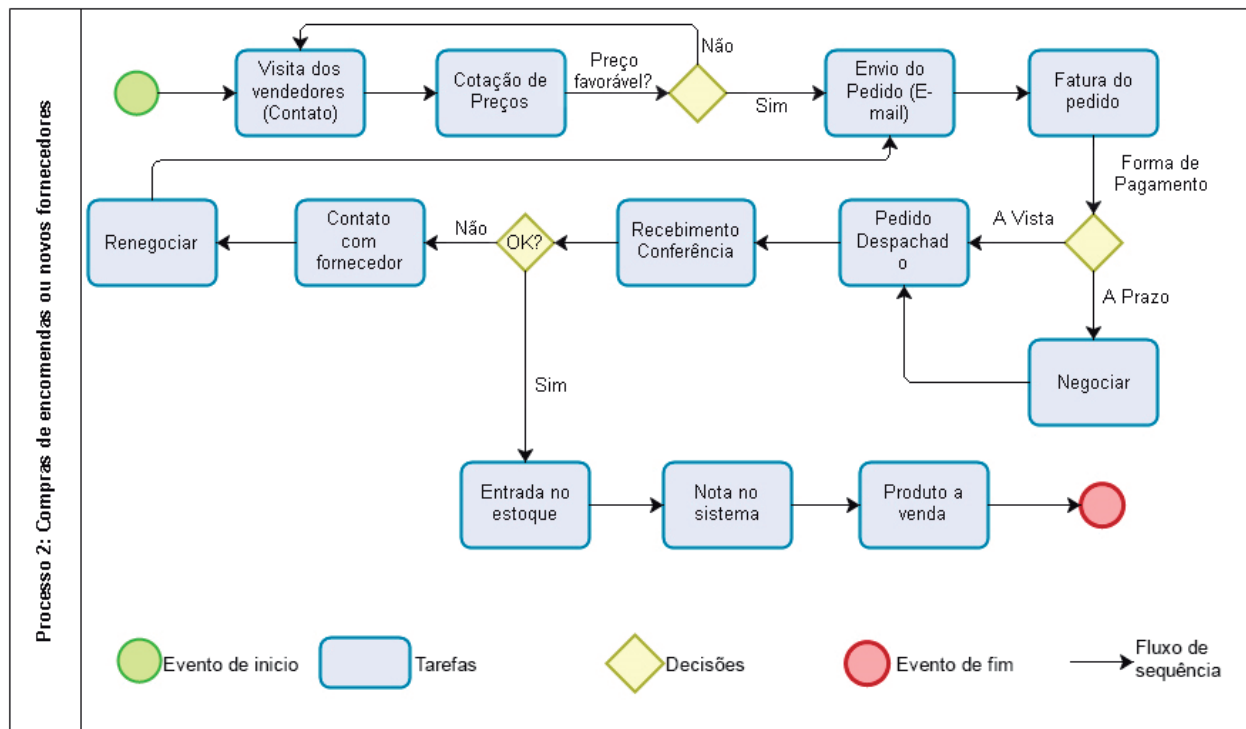 Processo 2: Compras de encomendas ou novos fornecedores
Visita dos
vendedores
(Contato)
Cotação de
Preços
Preço
favorável?
Não
Sim
Envio do
Pedido (E-
mail)
Fatura do
pedido
Forma de
Pagamento
Renegociar
Contato
com
fornecedor
Não
OK?
Recebimento
Conferência
Pedido
Despachad
o
A Vista
A Prazo
Negociar
Sim
Entrada no
estoque
Nota no
sistema
Produto a
venda
Evento de inicio
Tarefas
Decisões
Evento de fim
Fluxo de
sequência